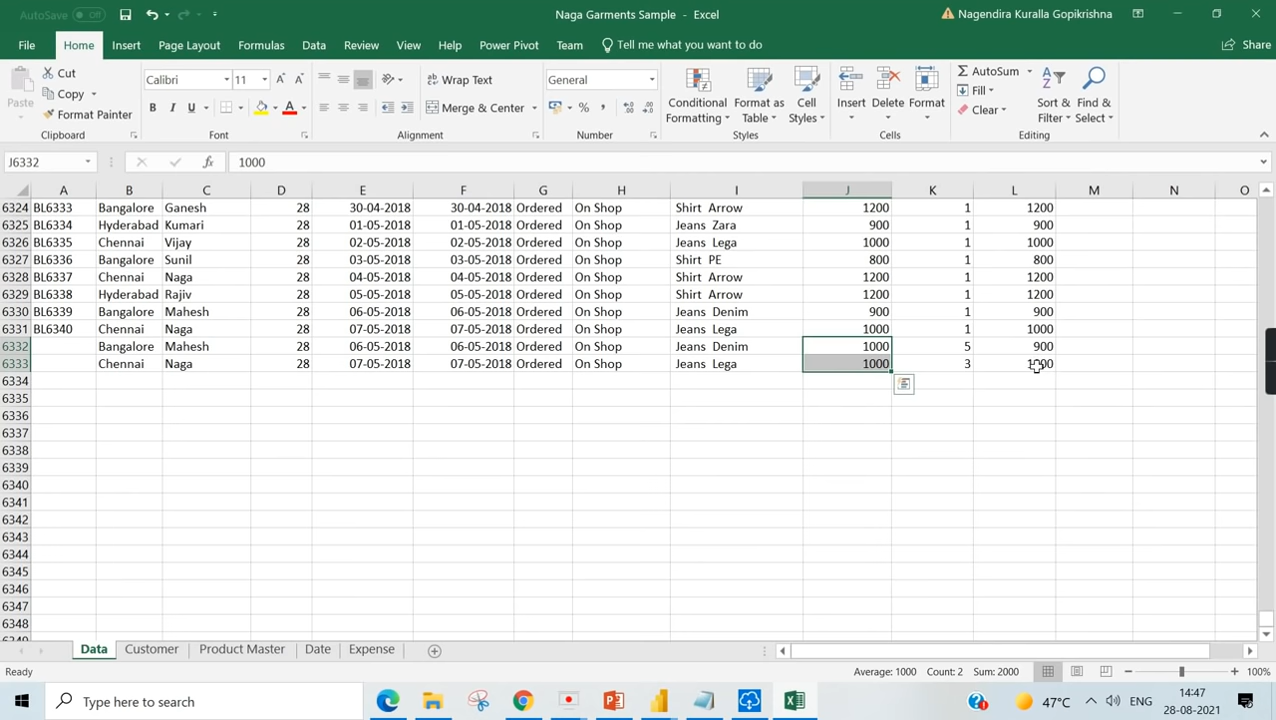 AutoSave Off
Naga Garments Sample - Excel
Nagendira Kuralla Gopikrishna
File Home Insert Page Layout Formulas Data Review View Help Power Pivot Team Tell me what you want to do Share
Paste Cut Copy Format Painter
Clipboard
Calibri 11
B I U A
Font
Wrap Text
Merge & Center
Alignment
General
%
Number
Conditional Formatting Format as Table Cell Styles
Styles
Insert Delete Format
Cells
AutoSum
Fill
Clear
Sort & Filter Find & Select
Editing
J6332 fx 1000
A B C D E F G H I J K L M N O
6324 BL6333 Bangalore Ganesh 28 30-04-2018 30-04-2018 Ordered On Shop Shirt Arrow 1200 1 1200
6325 BL6334 Hyderabad Kumari 28 01-05-2018 01-05-2018 Ordered On Shop Jeans Zara 900 1 900
6326 BL6335 Chennai Vijay 28 02-05-2018 02-05-2018 Ordered On Shop Jeans Lega 1000 1 1000
6327 BL6336 Bangalore Sunil 28 03-05-2018 03-05-2018 Ordered On Shop Shirt PE 800 1 800
6328 BL6337 Chennai Naga 28 04-05-2018 04-05-2018 Ordered On Shop Shirt Arrow 1200 1 1200
6329 BL6338 Hyderabad Rajiv 28 05-05-2018 05-05-2018 Ordered On Shop Shirt Arrow 1200 1 1200
6330 BL6339 Bangalore Mahesh 28 06-05-2018 06-05-2018 Ordered On Shop Jeans Denim 900 1 900
6331 BL6340 Chennai Naga 28 07-05-2018 07-05-2018 Ordered On Shop Jeans Lega 1000 1 1000
6332 Bangalore Mahesh 28 06-05-2018 06-05-2018 Ordered On Shop Jeans Denim 1000 5 900
6333 Chennai Naga 28 07-05-2018 07-05-2018 Ordered On Shop Jeans Lega 1000 3
6334
6335
6336
6337
6338
6339
6340
6341
6342
6343
6344
6345
6346
6347
6348
Data Customer Product Master Date Expense
Ready Average: 1000 Count: 2 Sum: 2000 100%
Type here to search 47°C ENG 14:47
28-08-2021